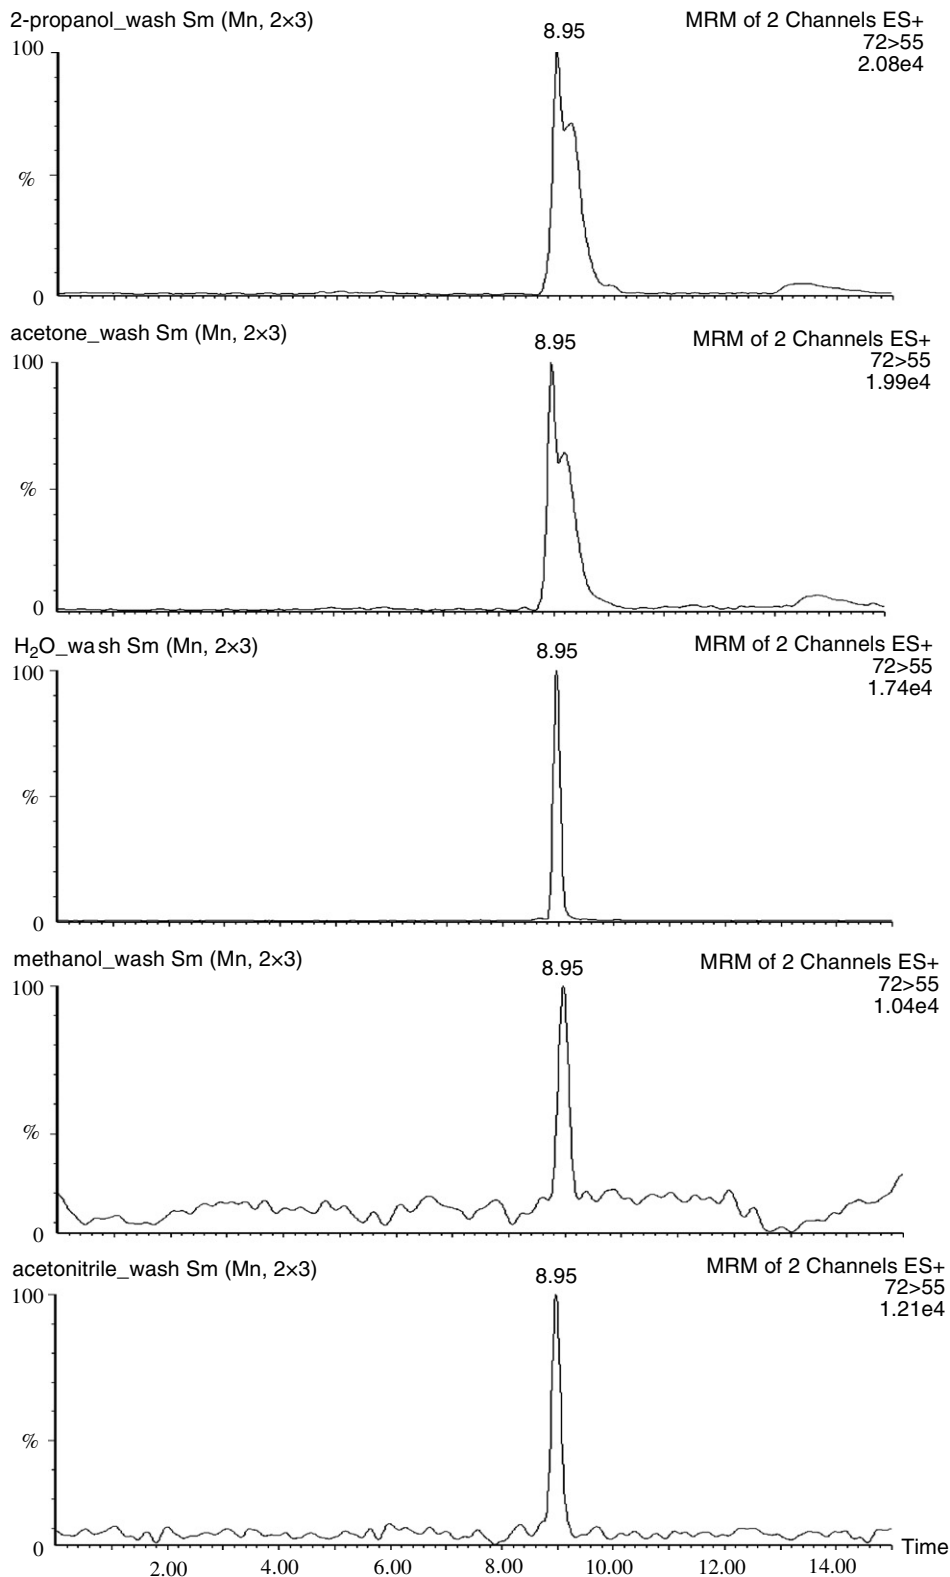 2-propanol_wash Sm (Mn, 2×3)
MRM of 2 Channels ES+
72>55
2.08e4
8.95
100
%
0
acetone_wash Sm (Mn, 2×3)
MRM of 2 Channels ES+
72>55
1.99e4
8.95
100
%
0
H₂O_wash Sm (Mn, 2×3)
MRM of 2 Channels ES+
72>55
1.74e4
8.95
100
%
0
methanol_wash Sm (Mn, 2×3)
MRM of 2 Channels ES+
72>55
1.04e4
8.95
100
%
0
acetonitrile_wash Sm (Mn, 2×3)
MRM of 2 Channels ES+
72>55
1.21e4
8.95
100
%
0
Time
2.00 4.00 6.00 8.00 10.00 12.00 14.00